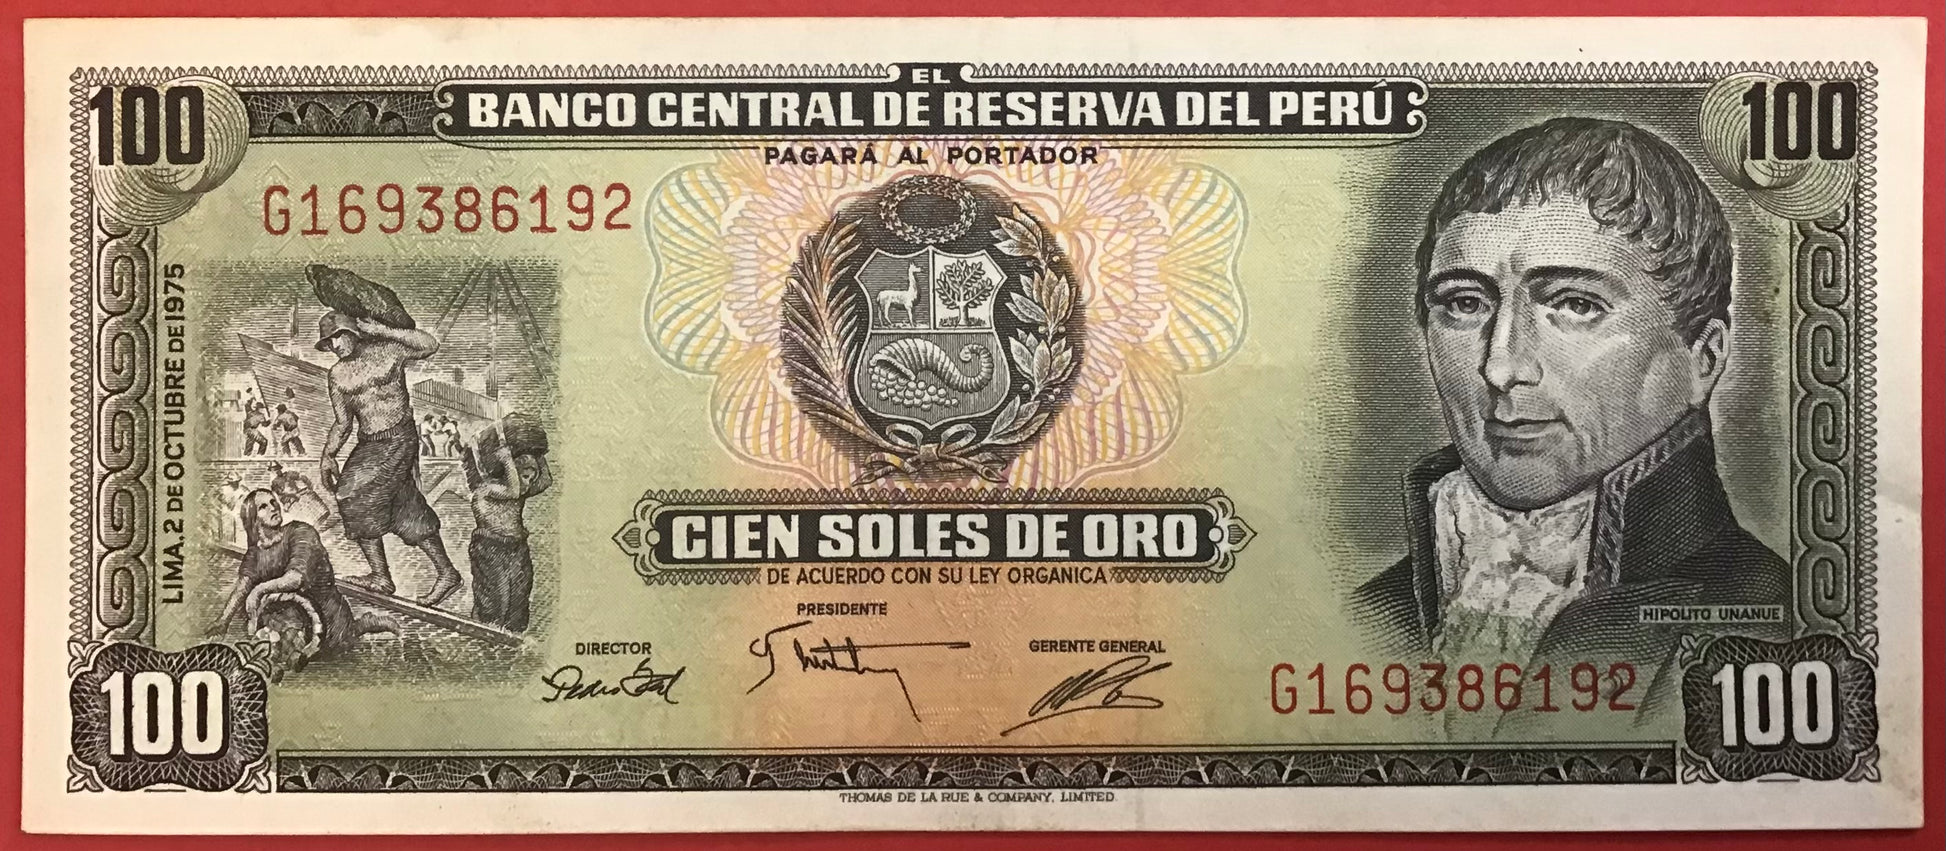 EL
BANCO CENTRAL DE RESERVA DEL PERÚ
PAGARÁ AL PORTADOR
100
100
G169386192
LIMA, 2 DE OCTUBRE DE 1975
CIEN SOLES DE ORO
DE ACUERDO CON SU LEY ORGANICA
PRESIDENTE
DIRECTOR
GERENTE GENERAL
HIPOLITO UNANUE
G169386192
100
100
THOMAS DE LA RUE & COMPANY, LIMITED.